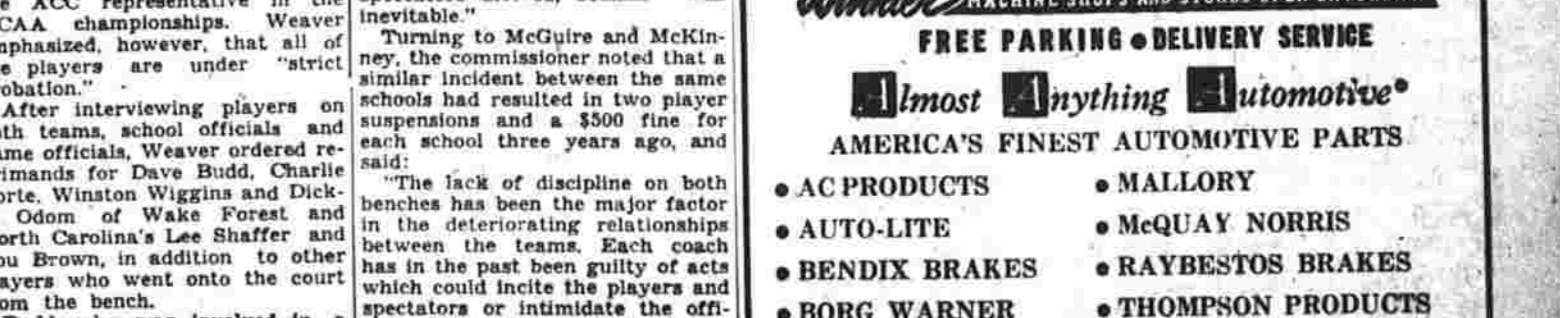 ACC representative in the
CAA championships. Weaver
mphasized, however, that all of
e players are under "strict
obation."
After interviewing players on
oth teams, school officials and
ame officials, Weaver ordered re-
imands for Dave Budd, Charlie
orte, Winston Wiggins and Dick-
Odom of Wake Forest and
orth Carolina's Lee Shaffer and
ou Brown, in addition to other
ayers who went onto the court
om the bench.
inevitable."
Turning to McGuire and McKin-
ney, the commissioner noted that a
similar incident between the same
schools had resulted in two player
suspensions and a $500 fine for
each school three years ago, and
said:
"The lack of discipline on both
benches has been the major factor
in the deteriorating relationships
between the teams. Each coach
has in the past been guilty of acts
which could incite the players and
spectators or intimidate the offi-
FREE PARKING • DELIVERY SERVICE
Almost Anything Automotive•
AMERICA'S FINEST AUTOMOTIVE PARTS
• AC PRODUCTS
• AUTO-LITE
• BENDIX BRAKES
• BORG WARNER
• MALLORY
• McQUAY NORRIS
• RAYBESTOS BRAKES
• THOMPSON PRODUCTS